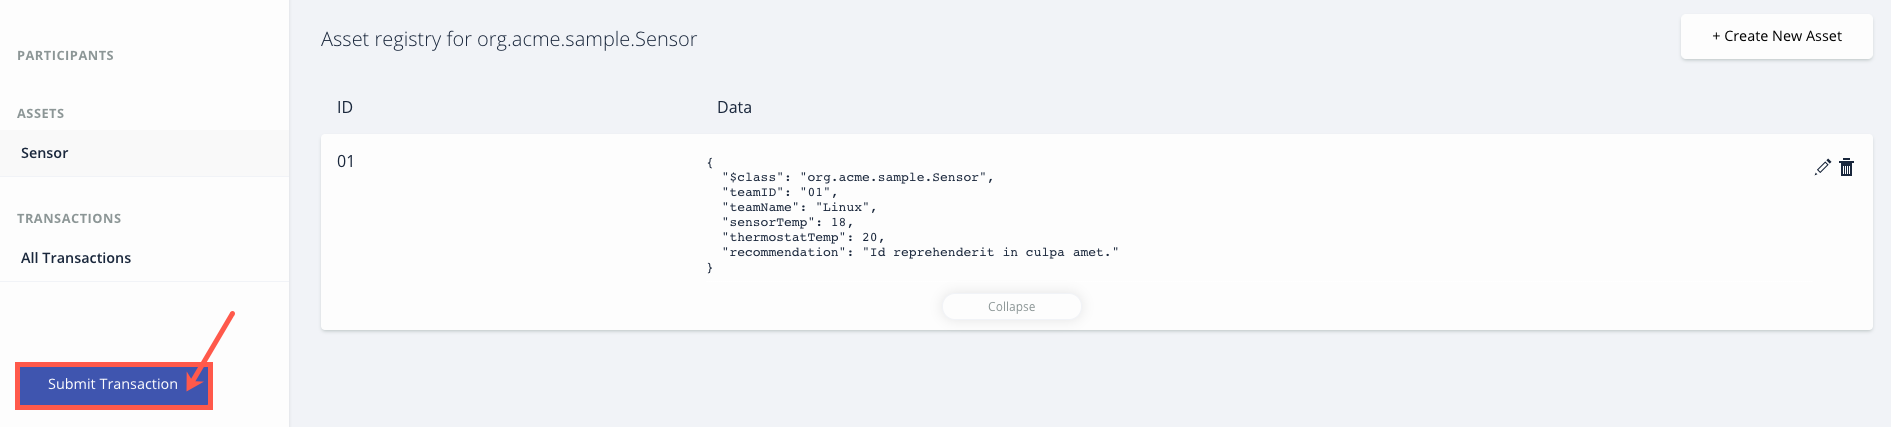 PARTICIPANTS
ASSETS
Sensor
TRANSACTIONS
All Transactions
Submit Transaction
Asset registry for org.acme.sample.Sensor
+ Create New Asset
ID Data
01
{
"$class": "org.acme.sample.Sensor",
"teamID": "01",
"teamName": "Linux",
"sensorTemp": 18,
"thermostatTemp": 20,
"recommendation": "Id reprehenderit in culpa amet."
}
Collapse